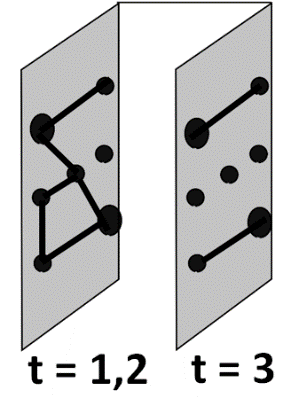 t = 1,2 t = 3